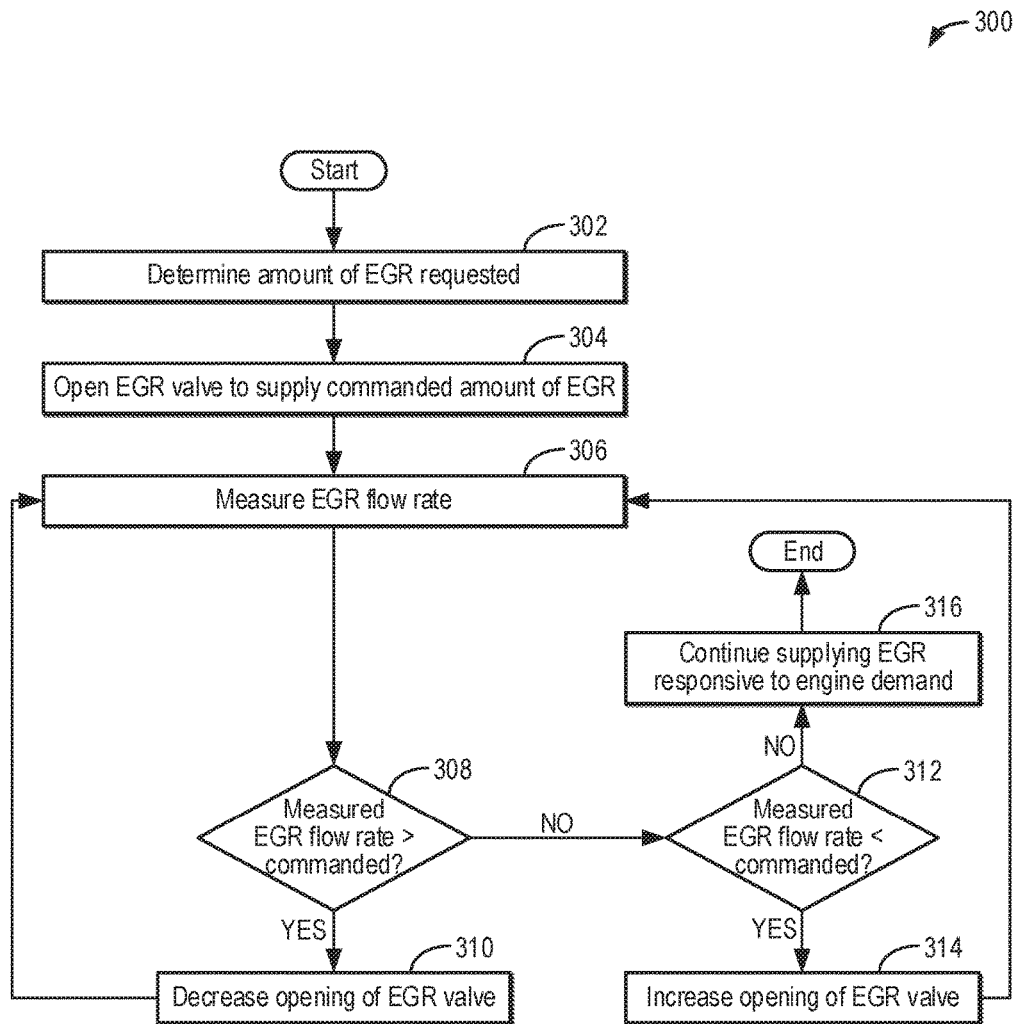 300
Start
302
Determine amount of EGR requested
304
Open EGR valve to supply commanded amount of EGR
306
Measure EGR flow rate
End
316
Continue supplying EGR
responsive to engine demand
NO
308
Measured
EGR flow rate >
commanded?
NO
312
Measured
EGR flow rate <
commanded?
YES
310
Decrease opening of EGR valve
YES
314
Increase opening of EGR valve